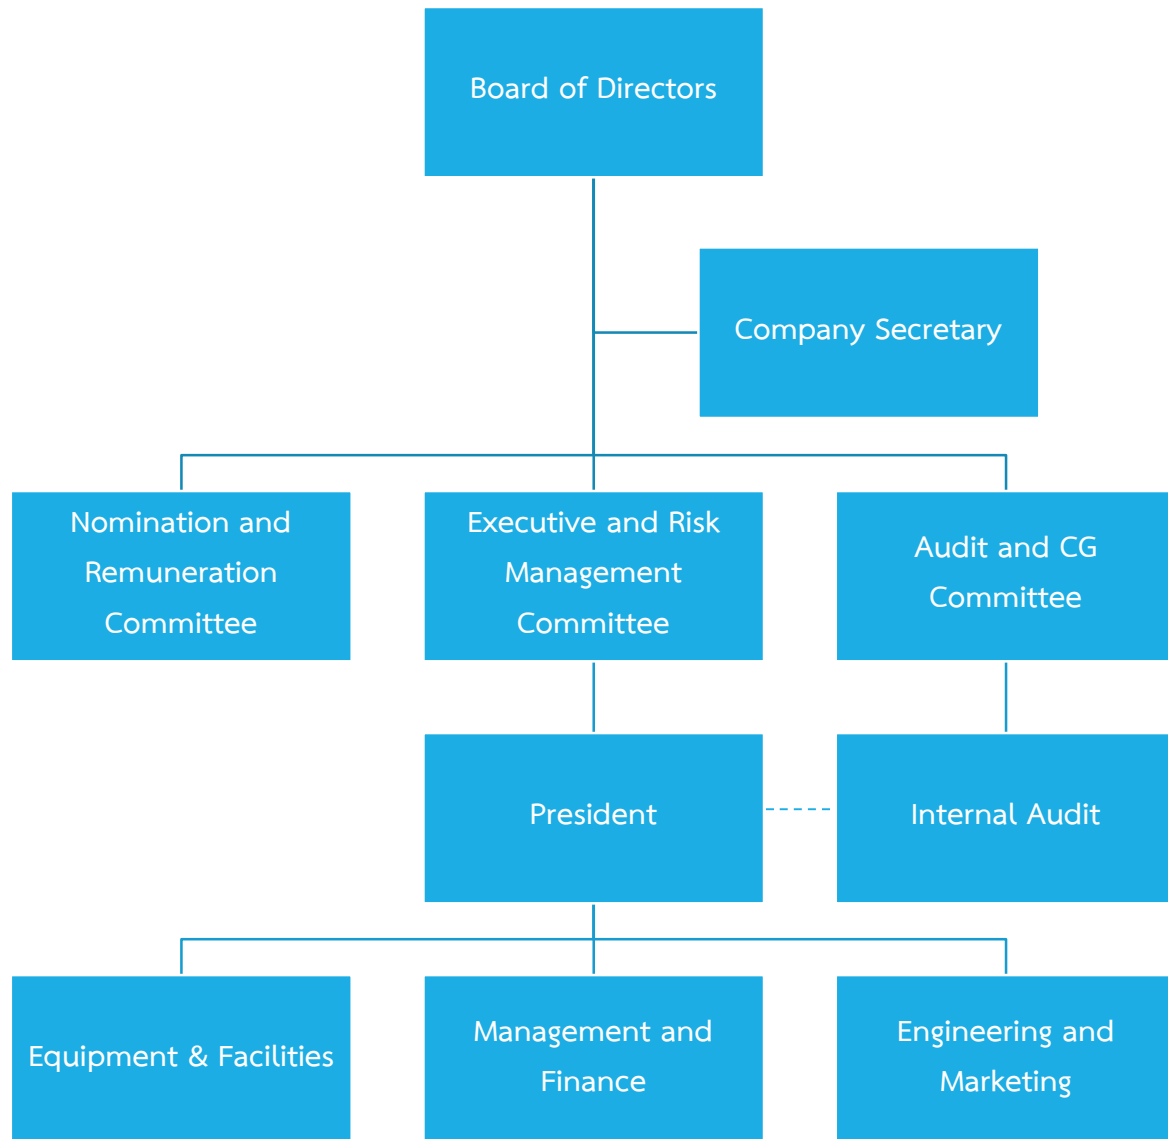 Board of Directors
Company Secretary
Nomination and
Remuneration
Committee
Executive and Risk
Management
Committee
Audit and CG
Committee
President
Internal Audit
Equipment & Facilities
Management and
Finance
Engineering and
Marketing